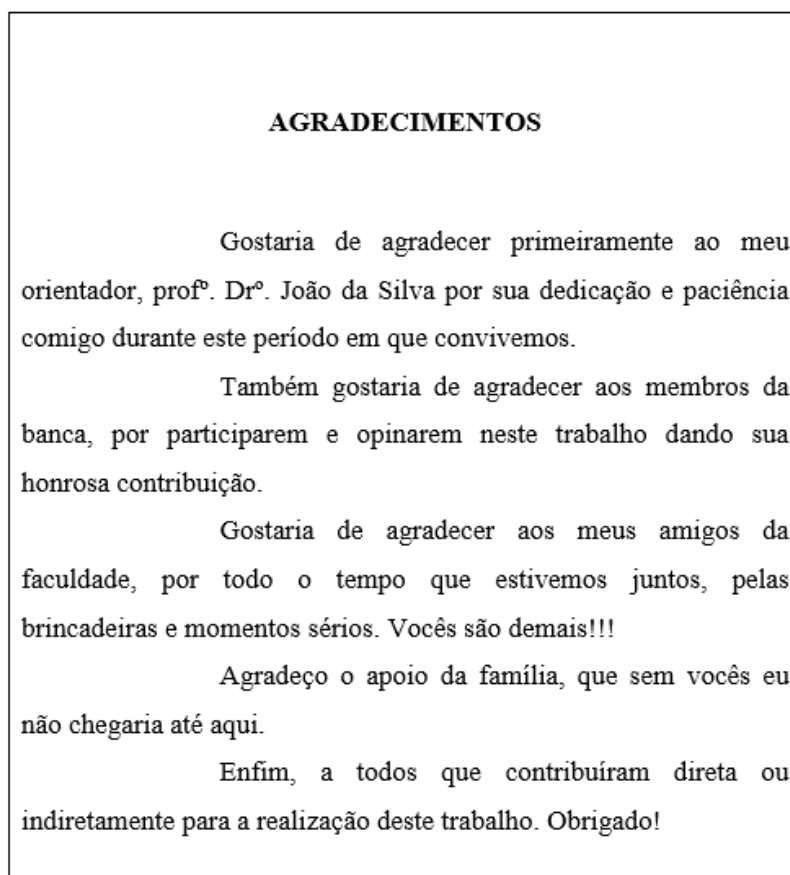 AGRADECIMENTOS
Gostaria de agradecer primeiramente ao meu
orientador, profº. Drº. João da Silva por sua dedicação e paciência
comigo durante este período em que convivemos.
Também gostaria de agradecer aos membros da
banca, por participarem e opinarem neste trabalho dando sua
honrosa contribuição.
Gostaria de agradecer aos meus amigos da
faculdade, por todo o tempo que estivemos juntos, pelas
brincadeiras e momentos sérios. Vocês são demais!!!
Agradeço o apoio da família, que sem vocês eu
não chegaria até aqui.
Enfim, a todos que contribuíram direta ou
indiretamente para a realização deste trabalho. Obrigado!